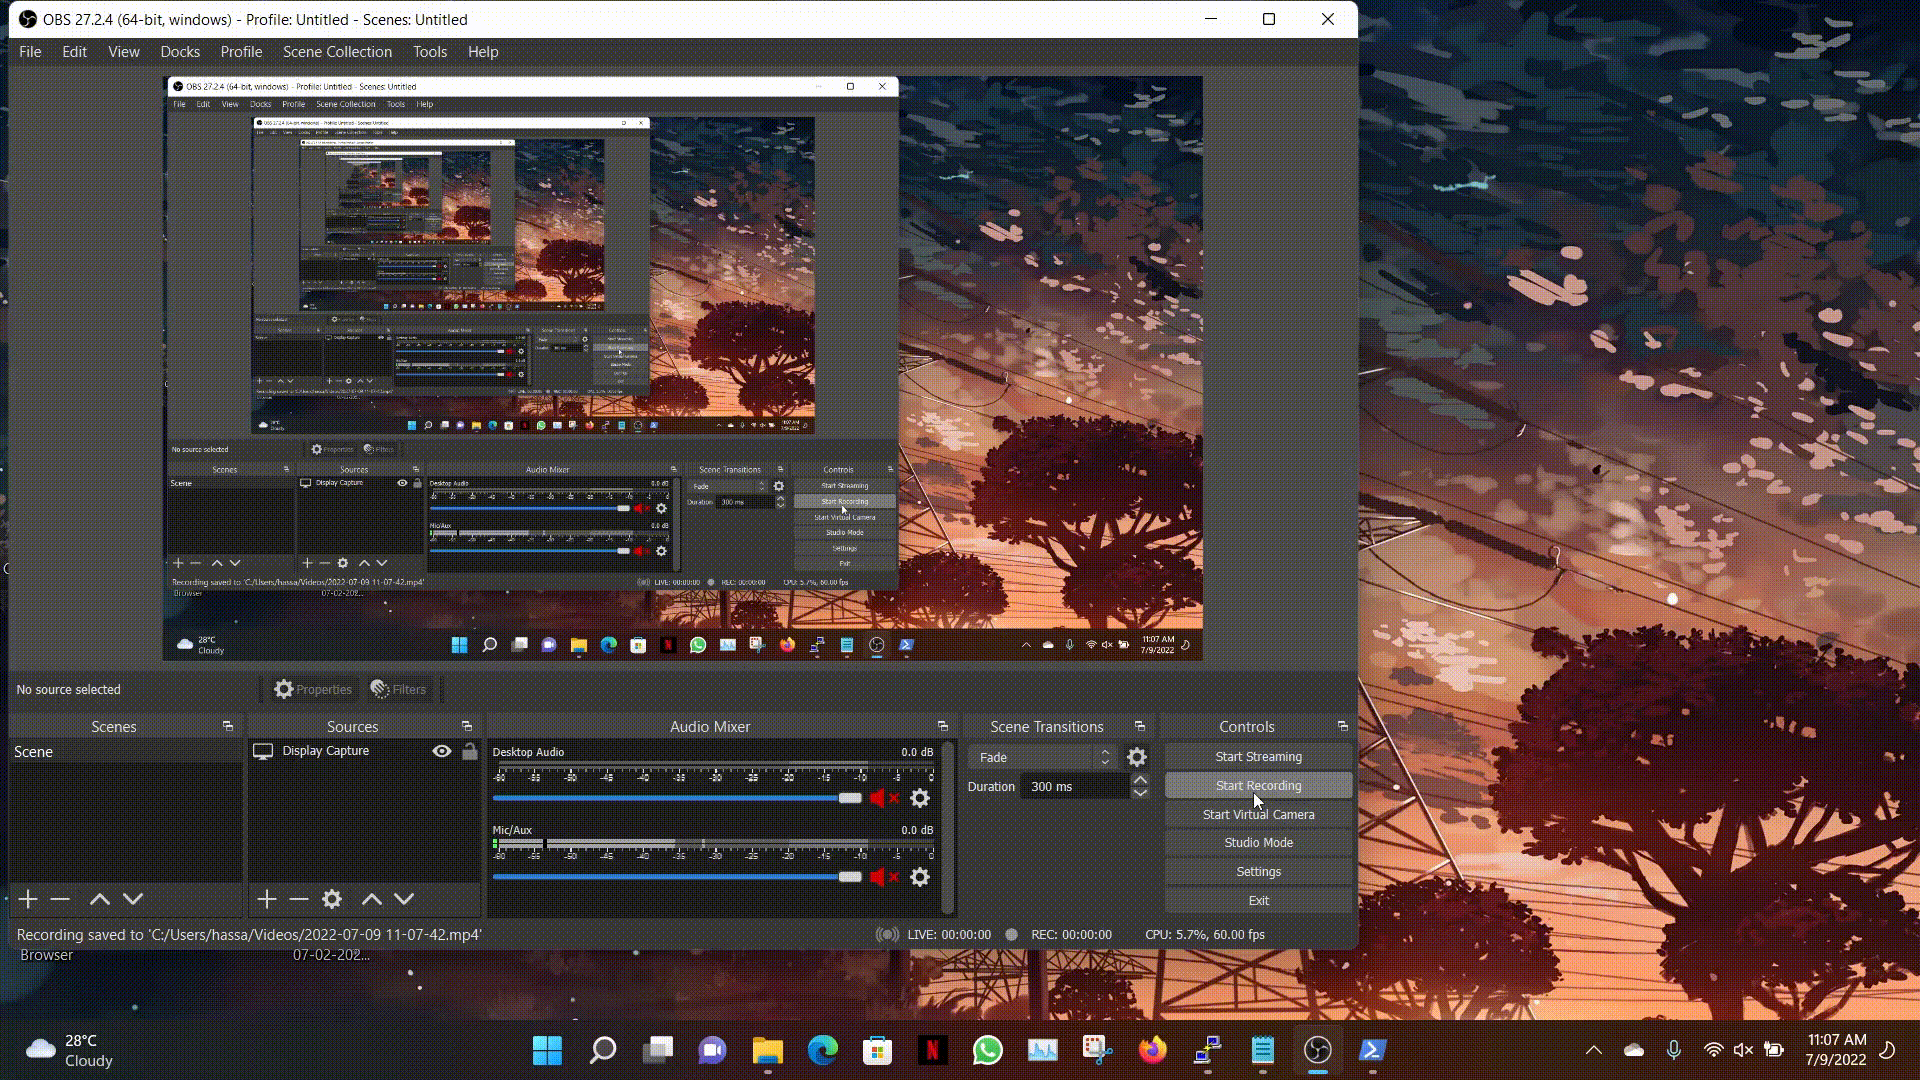 OBS 27.2.4 (64-bit, windows) - Profile: Untitled - Scenes: Untitled
File Edit View Docks Profile Scene Collection Tools Help
OBS 27.2.4 (64-bit, windows) - Profile: Untitled - Scenes: Untitled
File Edit View Docks Profile Scene Collection Tools Help
OBS 27.2.4 (64-bit, windows) - Profile: Untitled - Scenes: Untitled
No source selected Properties Filters
Scenes Sources Audio Mixer Scene Transitions Controls
Scene Display Capture Desktop Audio 0.0 dB Fade Start Streaming
Duration 300 ms Start Recording
Mic/Aux 0.0 dB Start Virtual Camera
Studio Mode
Settings
Exit
Recording saved to 'C:/Users/hassa/Videos/2022-07-09 11-07-42.mp4' LIVE: 00:00:00 REC: 00:00:00 CPU: 5.7%, 60.00 fps
Browser 07-02-202...
28°C
Cloudy
11:07 AM
7/9/2022
No source selected Properties Filters
Scenes Sources Audio Mixer Scene Transitions Controls
Scene Display Capture Desktop Audio 0.0 dB Fade Start Streaming
-60 -55 -50 -45 -40 -35 -30 -25 -20 -15 -10 -5 0
Duration 300 ms Start Recording
Start Virtual Camera
Mic/Aux 0.0 dB
-60 -55 -50 -45 -40 -35 -30 -25 -20 -15 -10 -5 0
Studio Mode
Settings
Exit
Recording saved to 'C:/Users/hassa/Videos/2022-07-09 11-07-42.mp4' LIVE: 00:00:00 REC: 00:00:00 CPU: 5.7%, 60.00 fps
Browser 07-02-202...
28°C
Cloudy
N
11:07 AM
7/9/2022